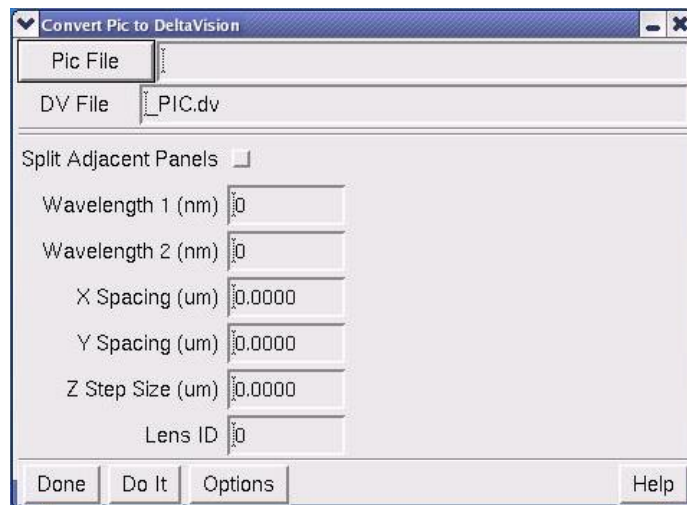 Convert Pic to DeltaVision
Pic File
DV File _PIC.dv
Split Adjacent Panels
Wavelength 1 (nm) 0
Wavelength 2 (nm) 0
X Spacing (um) 0.0000
Y Spacing (um) 0.0000
Z Step Size (um) 0.0000
Lens ID 0
Done Do It Options Help